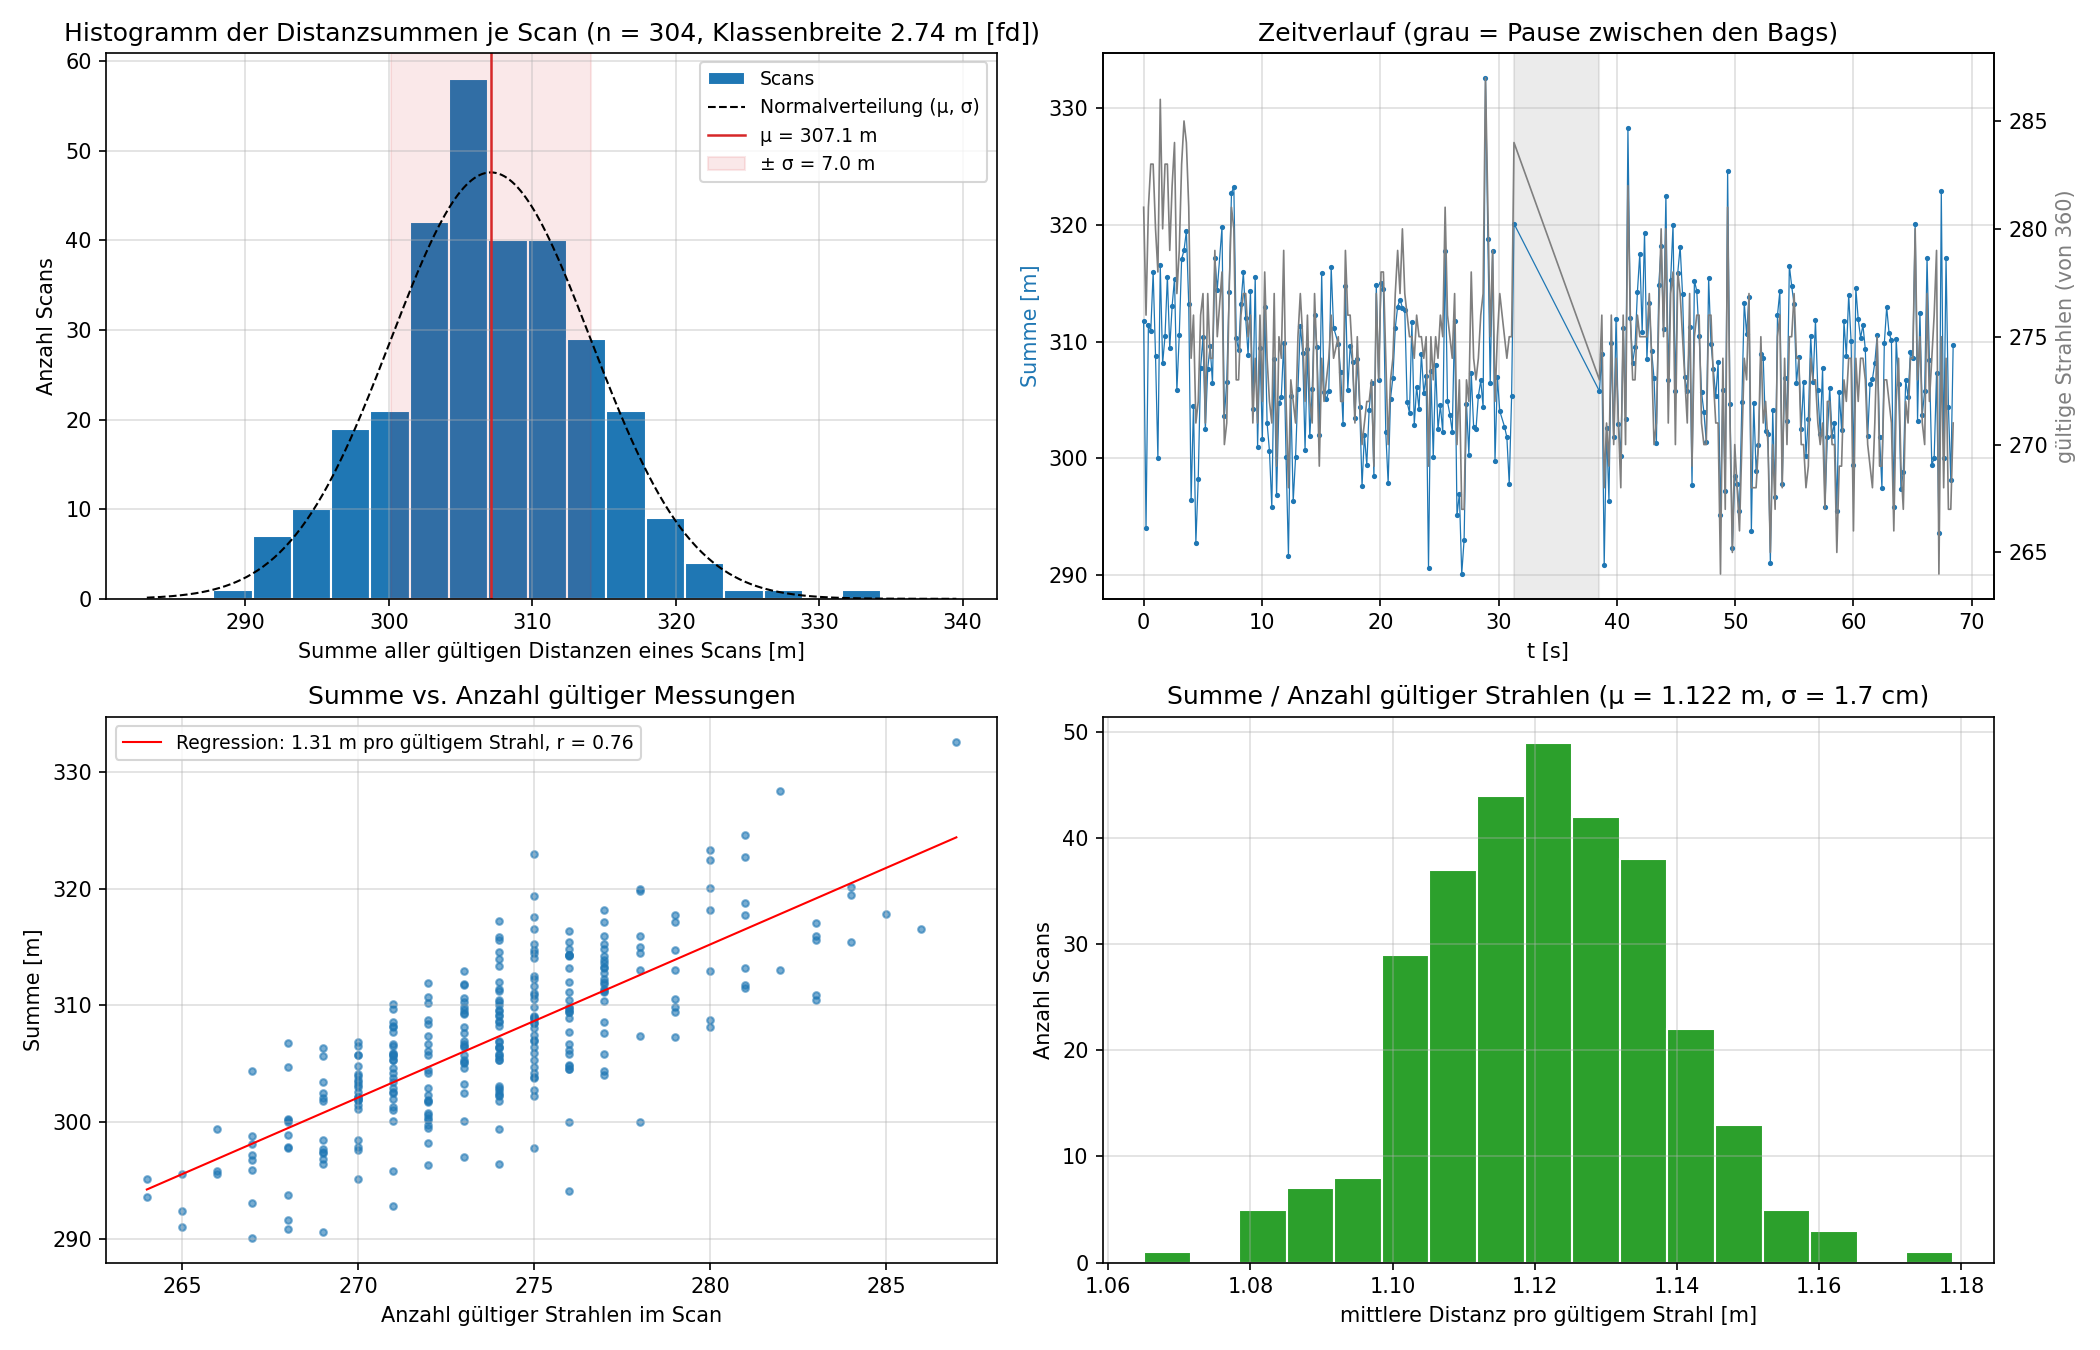 Histogramm der Distanzsummen je Scan (n = 304, Klassenbreite 2.74 m [fd])
60
50
40
30
20
10
0
Anzahl Scans
Scans
Normalverteilung (μ, σ)
μ = 307.1 m
± σ = 7.0 m
290 300 310 320 330 340
Summe aller gültigen Distanzen eines Scans [m]
Zeitverlauf (grau = Pause zwischen den Bags)
330
320
310
300
290
Summe [m]
285
280
275
270
265
gültige Strahlen (von 360)
0 10 20 30 40 50 60 70
t [s]
Summe vs. Anzahl gültiger Messungen
Regression: 1.31 m pro gültigem Strahl, r = 0.76
330
320
310
300
290
Summe [m]
265 270 275 280 285
Anzahl gültiger Strahlen im Scan
Summe / Anzahl gültiger Strahlen (μ = 1.122 m, σ = 1.7 cm)
50
40
30
20
10
0
Anzahl Scans
1.06 1.08 1.10 1.12 1.14 1.16 1.18
mittlere Distanz pro gültigem Strahl [m]